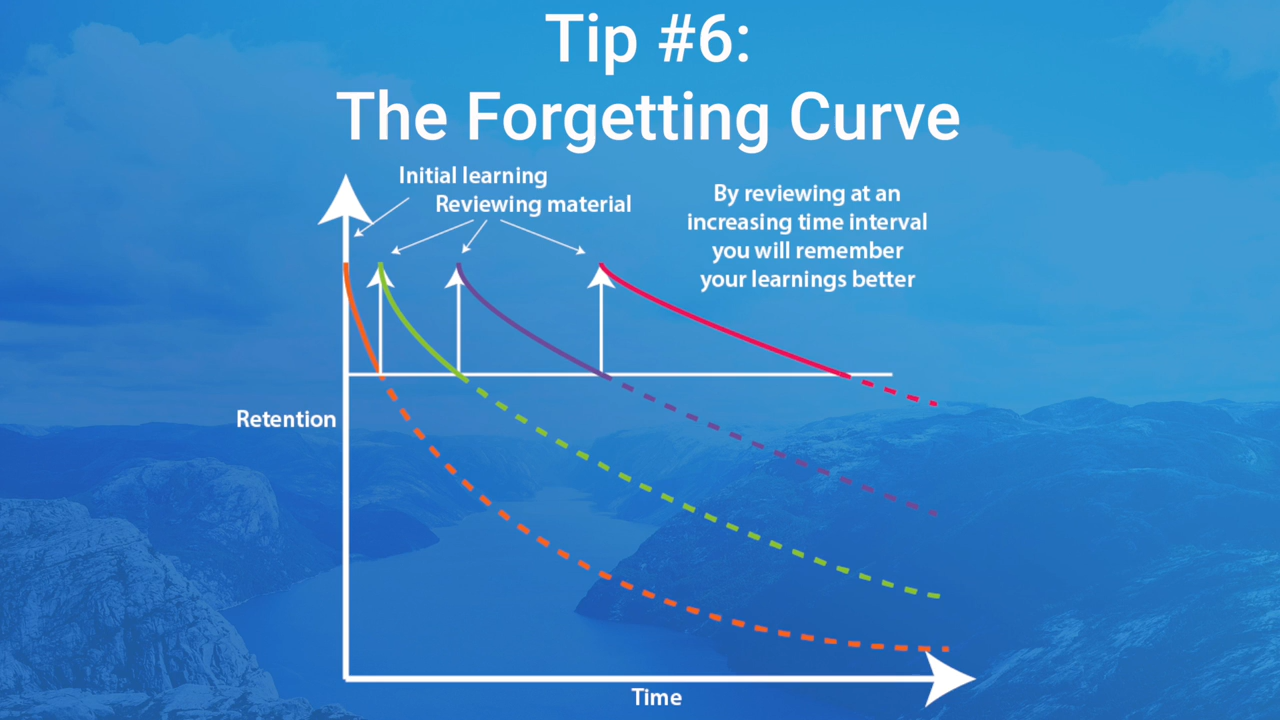 Tip #6:
The Forgetting Curve
Initial learning
Reviewing material
By reviewing at an
increasing time interval
you will remember
your learnings better
Retention
Time